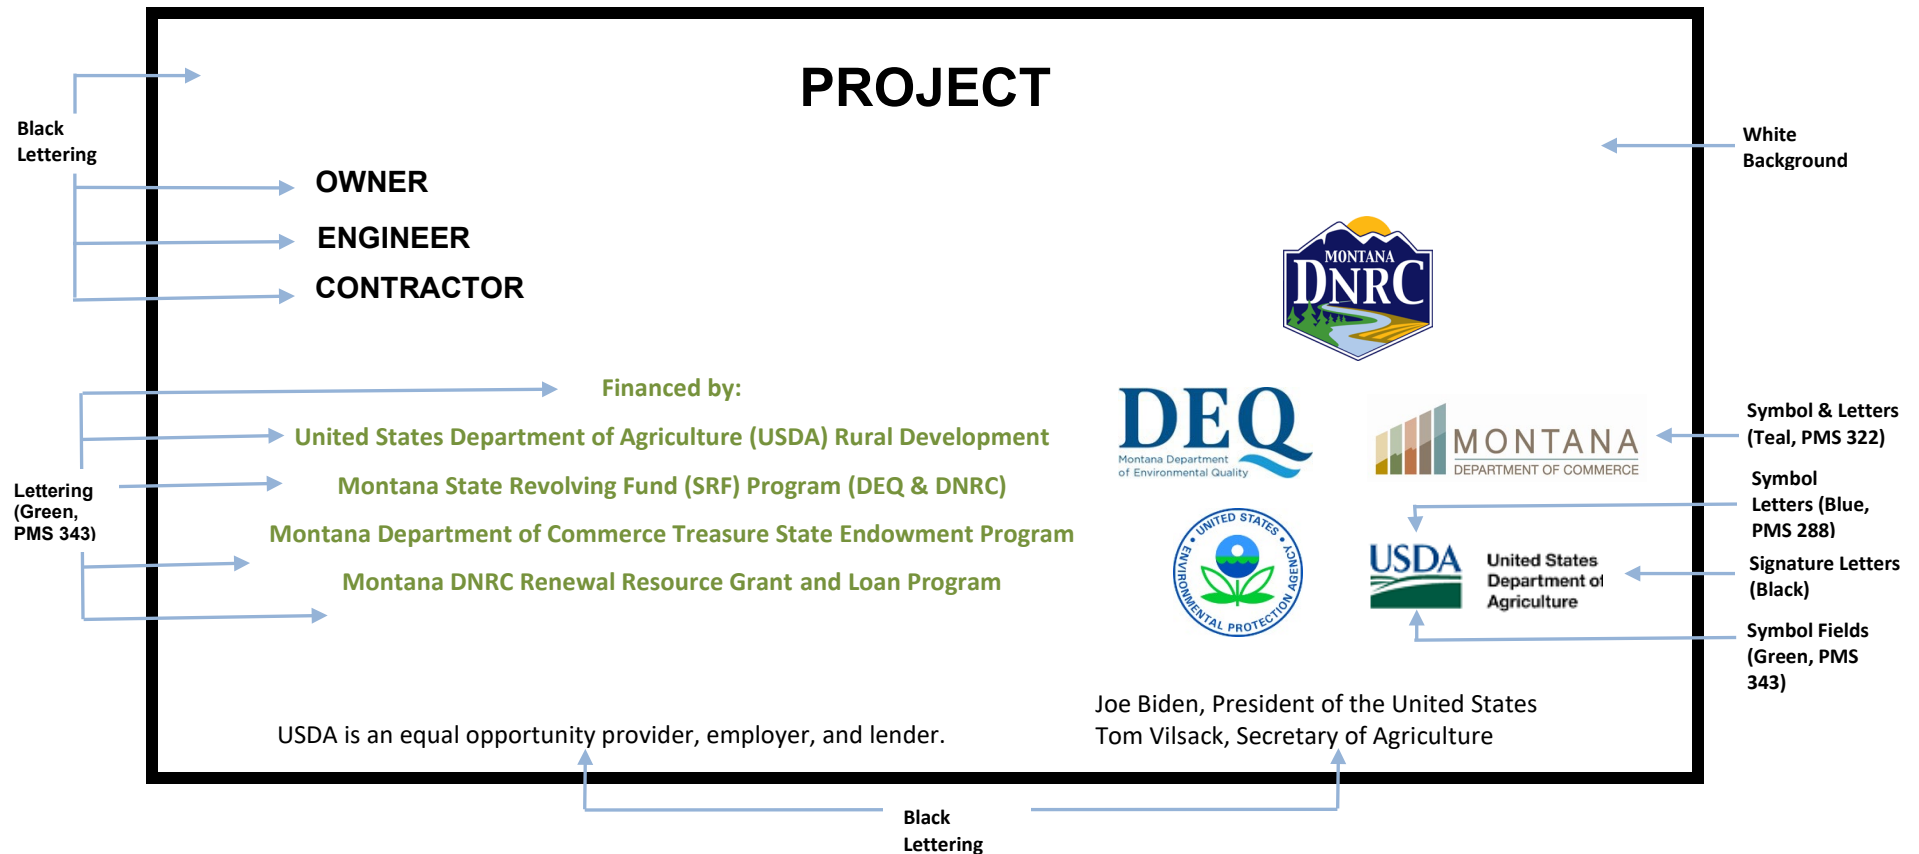 PROJECT
Black
Lettering
White
Background
OWNER
ENGINEER
CONTRACTOR
MONTANA
DNRC
Financed by:
United States Department of Agriculture (USDA) Rural Development
Montana State Revolving Fund (SRF) Program (DEQ & DNRC)
Montana Department of Commerce Treasure State Endowment Program
Montana DNRC Renewal Resource Grant and Loan Program
Lettering
(Green,
PMS 343)
DEQ
Montana Department
of Environmental Quality
MONTANA
DEPARTMENT OF COMMERCE
Symbol & Letters
(Teal, PMS 322)
Symbol
Letters (Blue,
PMS 288)
UNITED STATES
ENVIRONMENTAL PROTECTION AGENCY
USDA
United States
Department of
Agriculture
Signature Letters
(Black)
Symbol Fields
(Green, PMS
343)
USDA is an equal opportunity provider, employer, and lender.
Joe Biden, President of the United States
Tom Vilsack, Secretary of Agriculture
Black
Lettering